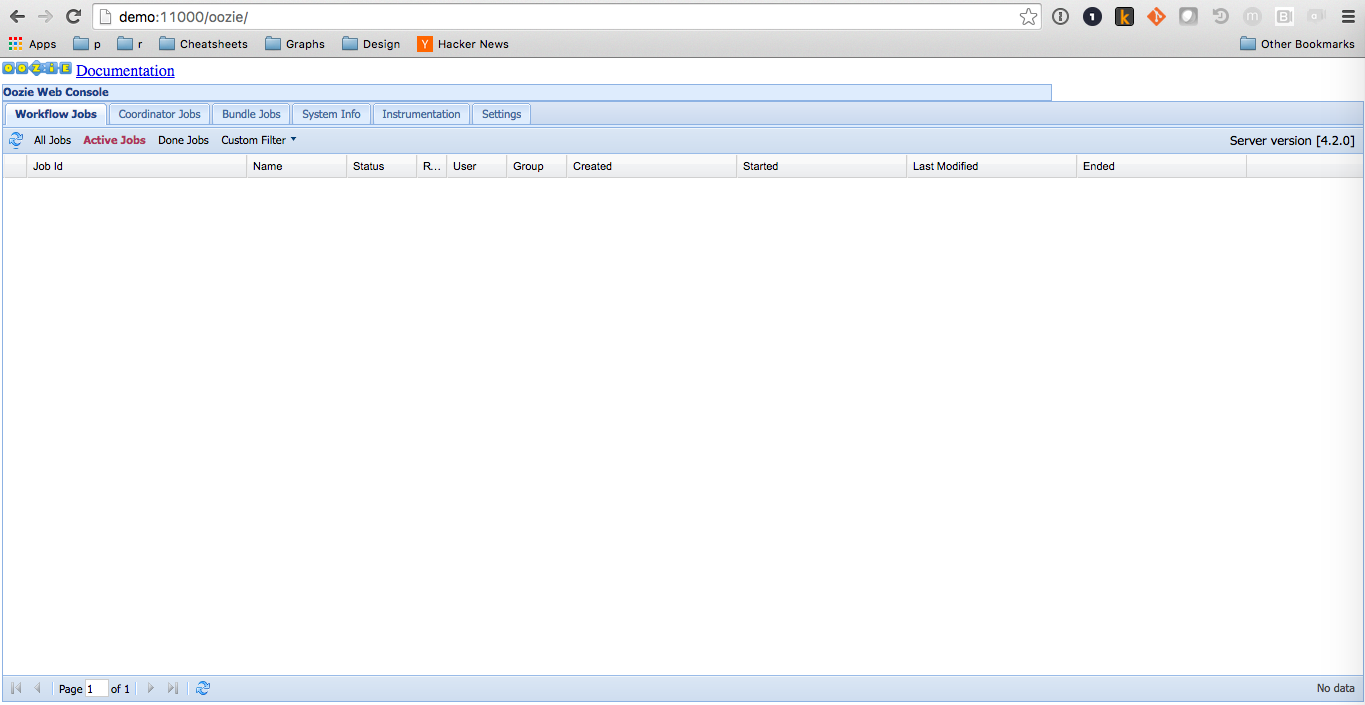 demo:11000/oozie/
Apps p r Cheatsheets Graphs Design Y Hacker News Other Bookmarks
OOZIE Documentation
Oozie Web Console
Workflow Jobs Coordinator Jobs Bundle Jobs System Info Instrumentation Settings
All Jobs Active Jobs Done Jobs Custom Filter Server version [4.2.0]
Job Id Name Status R... User Group Created Started Last Modified Ended
Page 1 of 1 No data